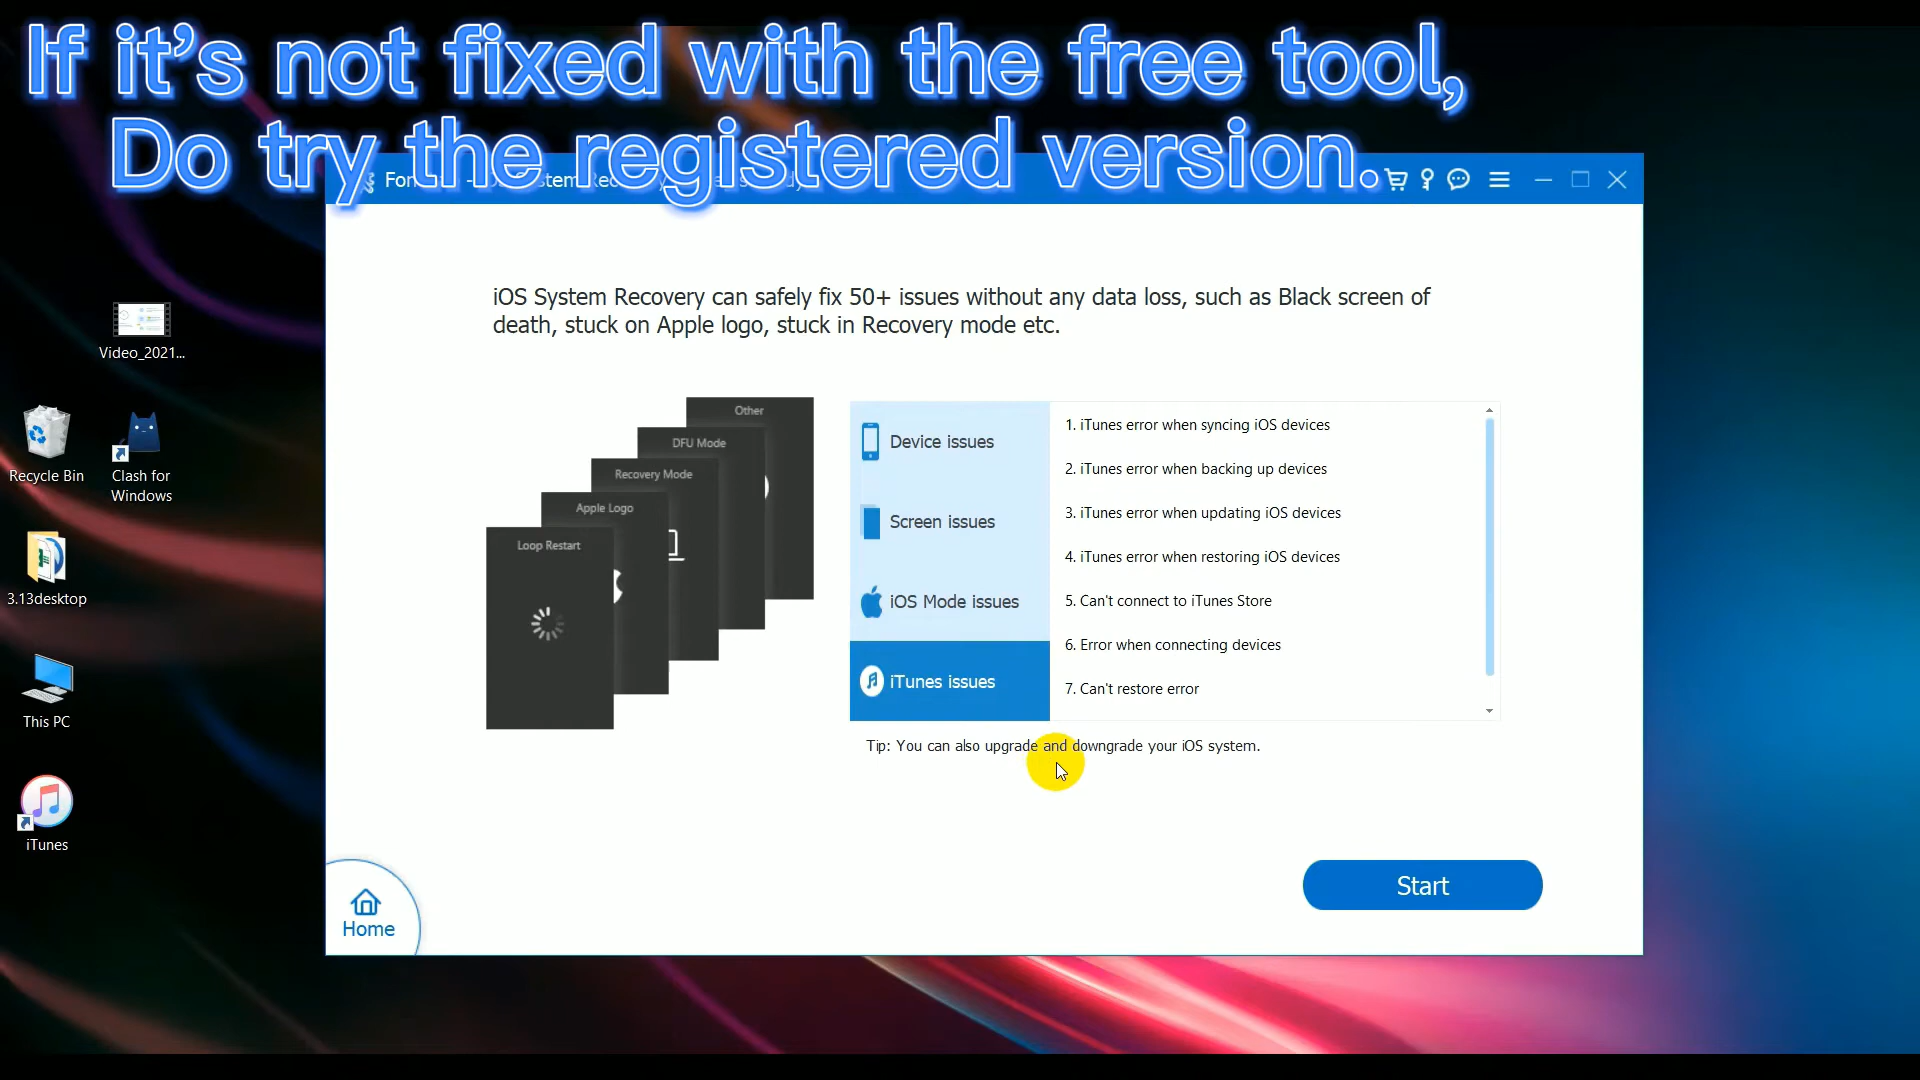 If it's not fixed with the free tool,
Do try the registered version.
iOS System Recovery can safely fix 50+ issues without any data loss, such as Black screen of
death, stuck on Apple logo, stuck in Recovery mode etc.
Video_2021...
Recycle Bin
Clash for
Windows
3.13desktop
This PC
iTunes
Other
DFU Mode
Recovery Mode
Apple Logo
Loop Restart
Device issues
Screen issues
iOS Mode issues
iTunes issues
1. iTunes error when syncing iOS devices
2. iTunes error when backing up devices
3. iTunes error when updating iOS devices
4. iTunes error when restoring iOS devices
5. Can't connect to iTunes Store
6. Error when connecting devices
7. Can't restore error
Tip: You can also upgrade and downgrade your iOS system.
Home
Start